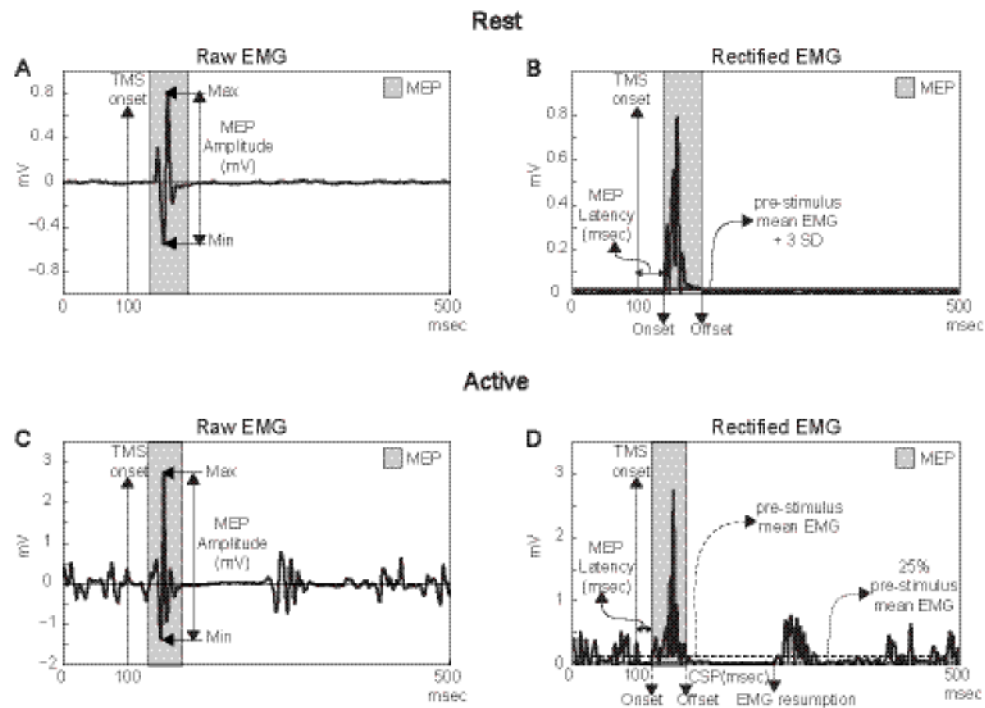 Rest
A
Raw EMG
TMS
onset
Max
MEP
MEP
Amplitude
(mV)
Min
mV
0.8
0.4
0
−0.4
−0.8
0
100
500
msec
B
Rectified EMG
TMS
onset
MEP
MEP
Latency
(msec)
pre-stimulus
mean EMG
+ 3 SD
mV
0.8
0.6
0.4
0.2
0
0
100
500
msec
Onset
Offset
Active
C
Raw EMG
TMS
onset
Max
MEP
MEP
Amplitude
(mV)
Min
mV
3
2
1
0
−1
−2
0
100
500
msec
D
Rectified EMG
TMS
onset
MEP
pre-stimulus
mean EMG
MEP
Latency
(msec)
25%
pre-stimulus
mean EMG
mV
3
2
1
0
0
100
CSP(msec)
500
msec
Onset
Offset
EMG resumption